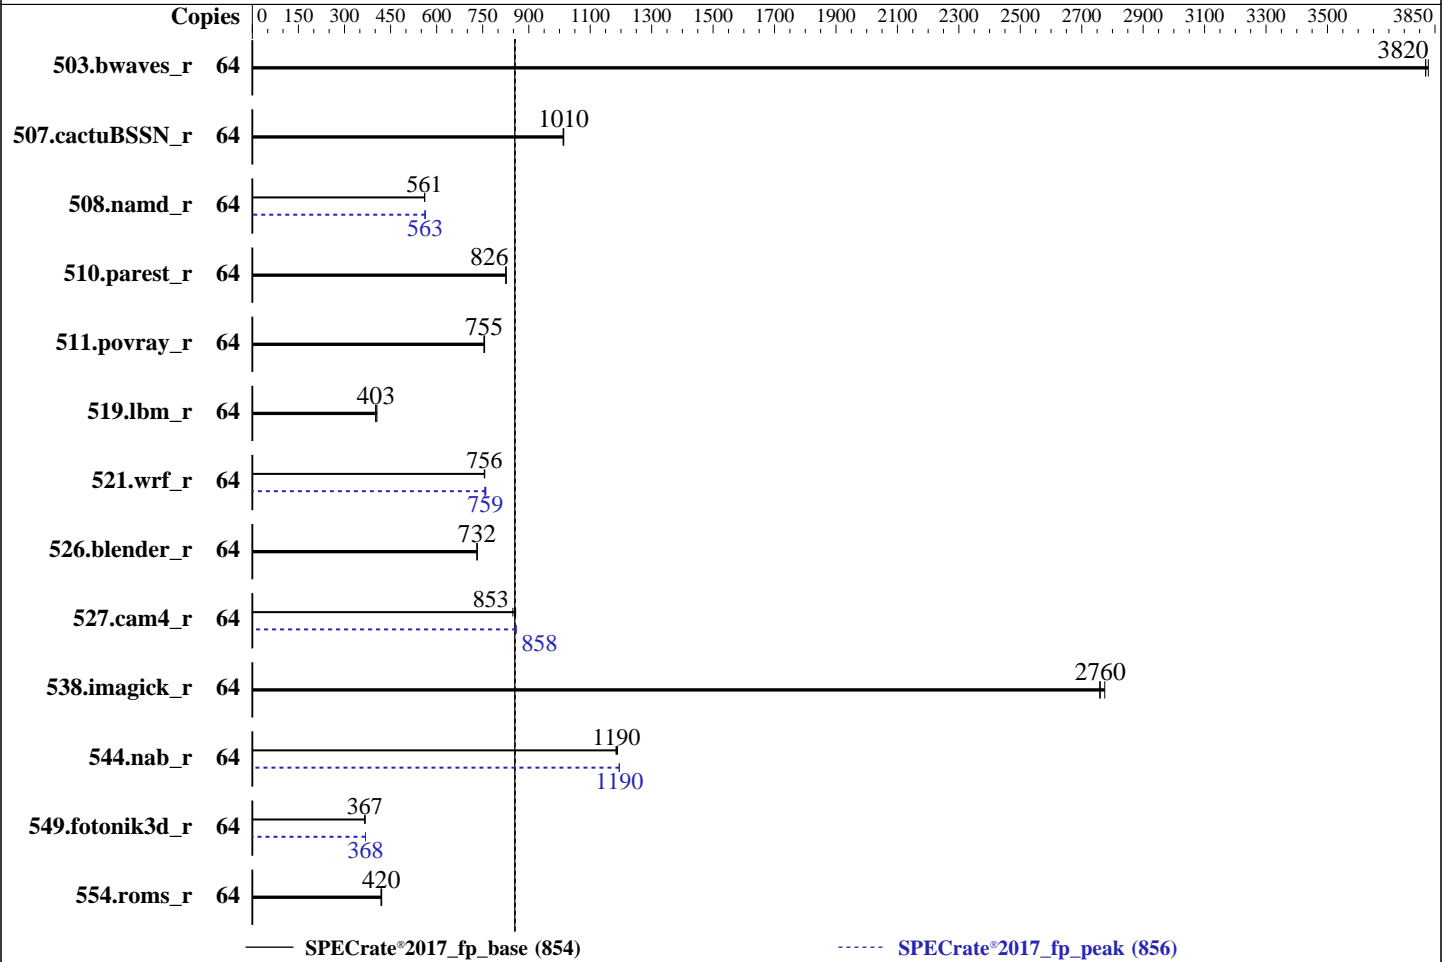 Copies 0 150 300 400 600 750 900 1100 1300 1500 1700 1900 2100 2300 2500 2700 2900 3100 3300 3500 3850
503.bwaves_r 64 3820
507.cactuBSSN_r 64 1010
508.namd_r 64 561
563
510.parest_r 64 826
511.povray_r 64 755
519.lbm_r 64 403
521.wrf_r 64 756
759
526.blender_r 64 732
527.cam4_r 64 853
858
538.imagick_r 64 2760
544.nab_r 64 1190
1190
549.fotonik3d_r 64 367
368
554.roms_r 64 420
SPECrate®2017_fp_base (854) SPECrate®2017_fp_peak (856)